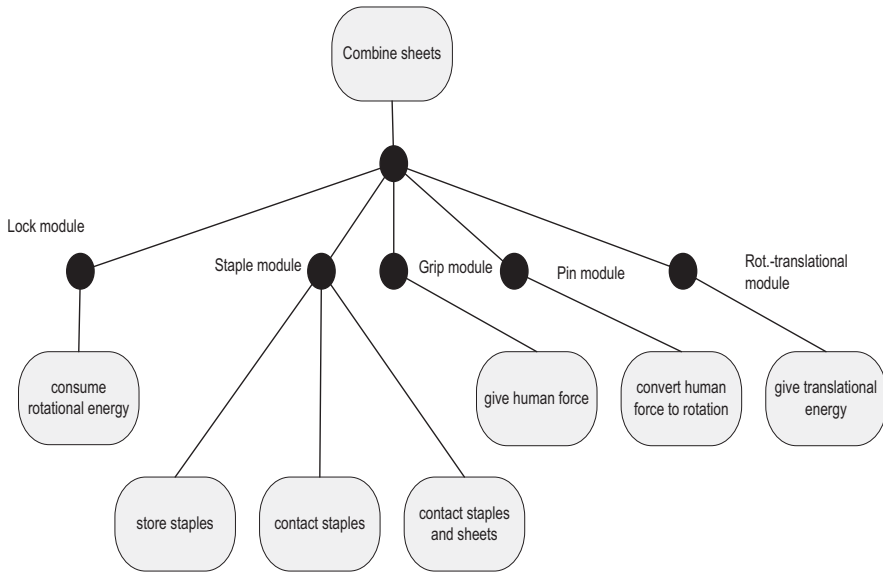 Combine sheets
Lock module
Staple module
Grip module
Pin module
Rot.-translational
module
consume
rotational energy
give human force
convert human
force to rotation
give translational
energy
store staples
contact staples
contact staples
and sheets